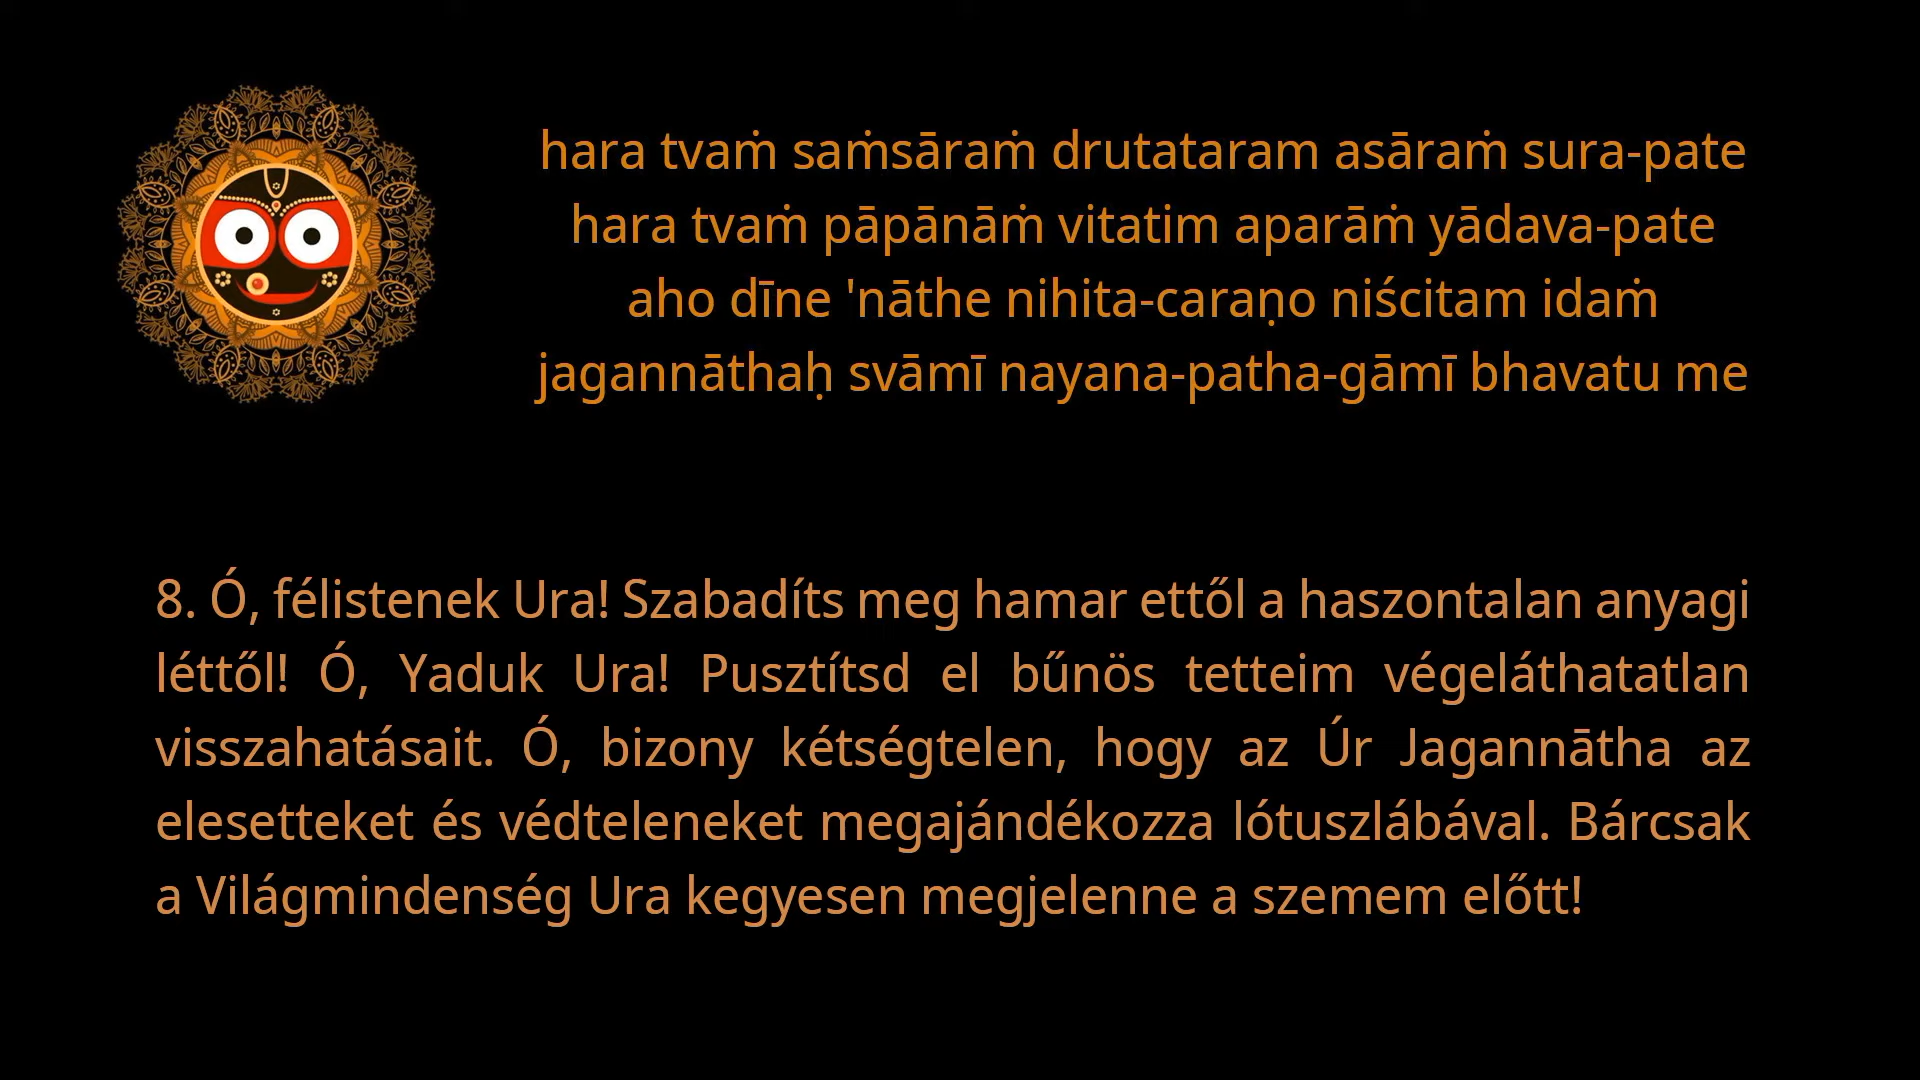 hara tvaṁ saṁsāraṁ drutataram asāraṁ sura-pate
hara tvaṁ pāpānāṁ vitatim aparāṁ yādava-pate
aho dīne 'nāthe nihita-caraṇo niścitam idaṁ
jagannāthaḥ svāmī nayana-patha-gāmī bhavatu me
8. Ó, félistenek Ura! Szabadíts meg hamar ettől a haszontalan anyagi
léttől! Ó, Yaduk Ura! Pusztítsd el bűnös tetteim végeláthatatlan
visszahatásait. Ó, bizony kétségtelen, hogy az Úr Jagannātha az
elesetteket és védteleneket megajándékozza lótuszlábával. Bárcsak
a Világmindenség Ura kegyesen megjelenne a szemem előtt!